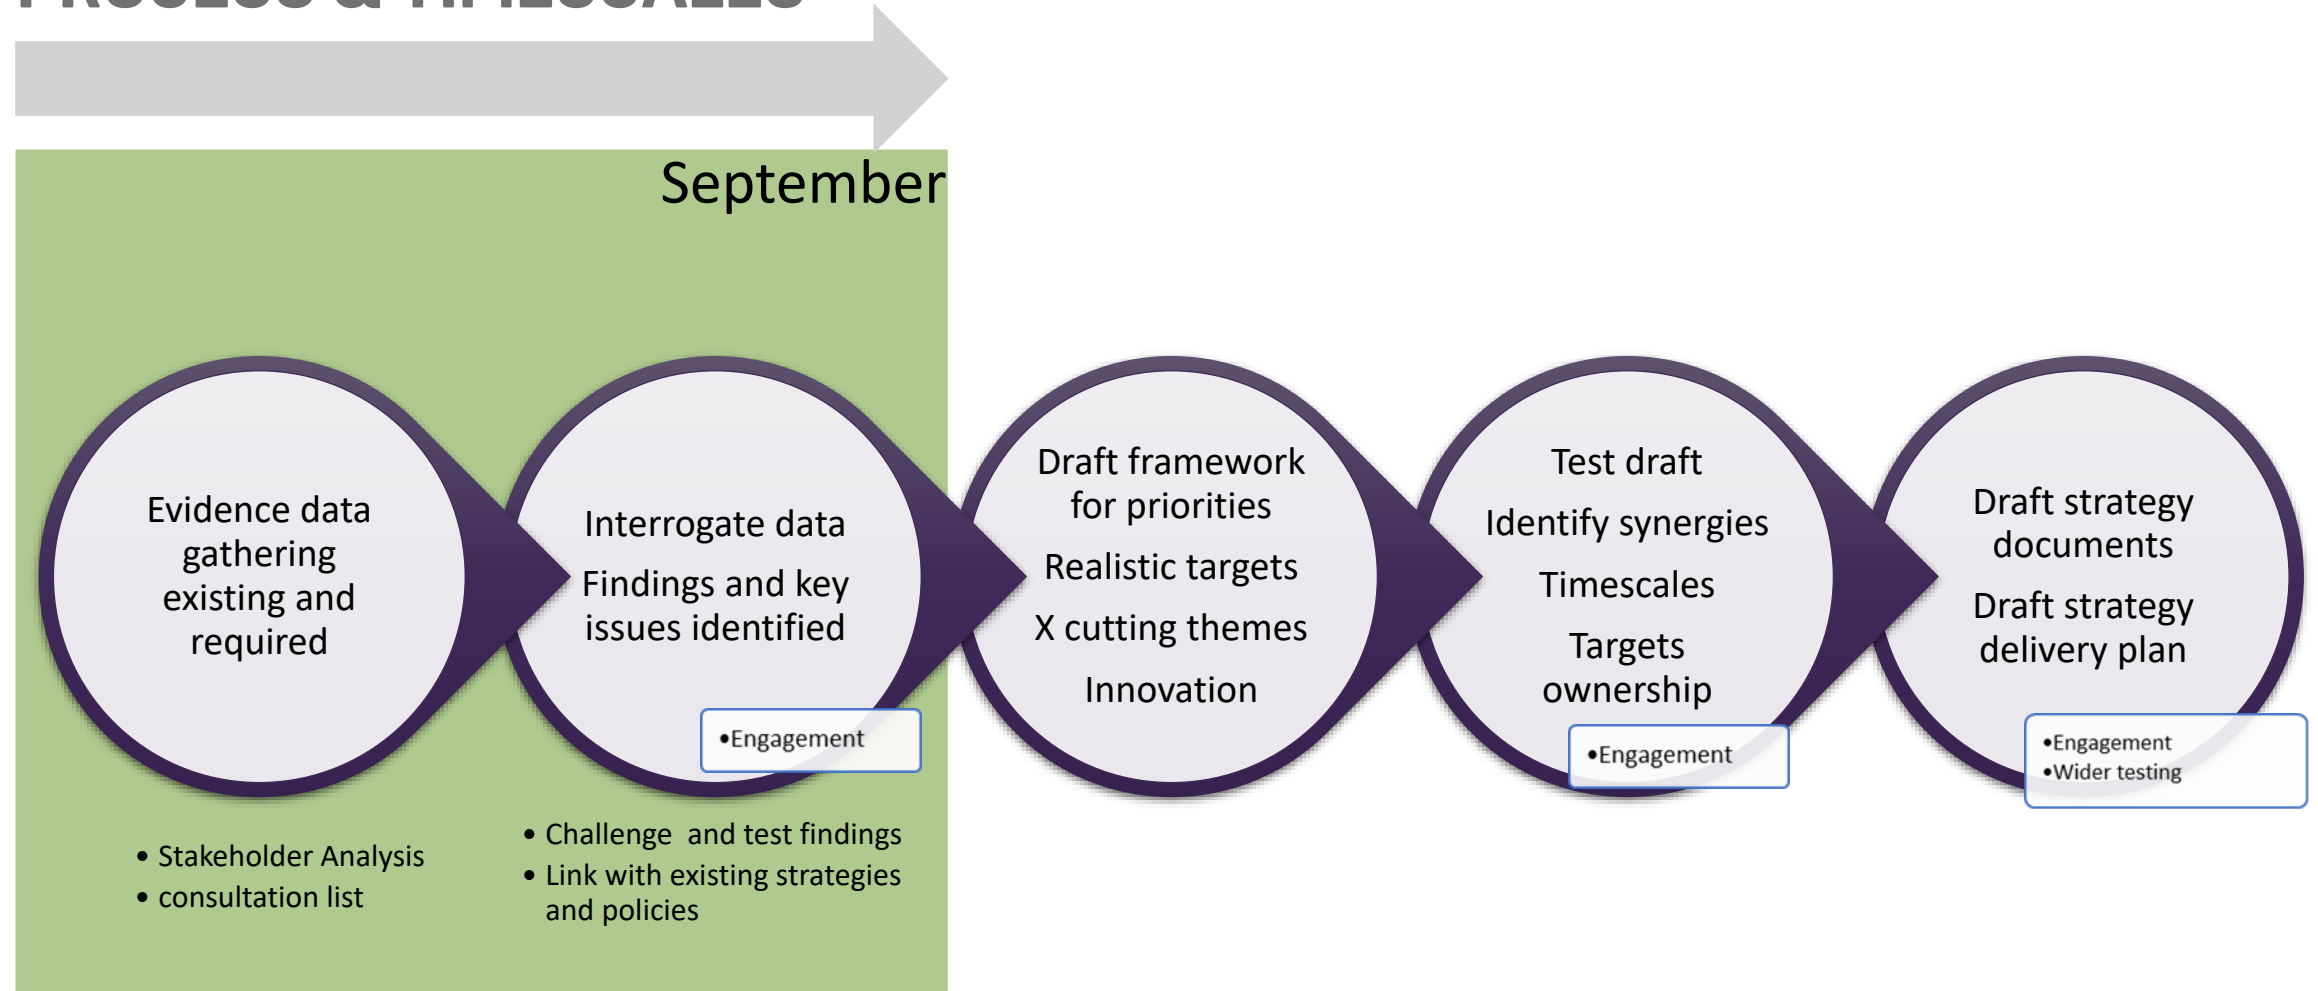 PROCESS & TIMESCALES
September
Evidence data
gathering
existing and
required
• Stakeholder Analysis
• consultation list
Interrogate data
Findings and key
issues identified
•Engagement
• Challenge  and test findings
• Link with existing strategies
and policies
Draft framework
for priorities
Realistic targets
X cutting themes
Innovation
Test draft
Identify synergies
Timescales
Targets
ownership
•Engagement
Draft strategy
documents
Draft strategy
delivery plan
•Engagement
•Wider testing